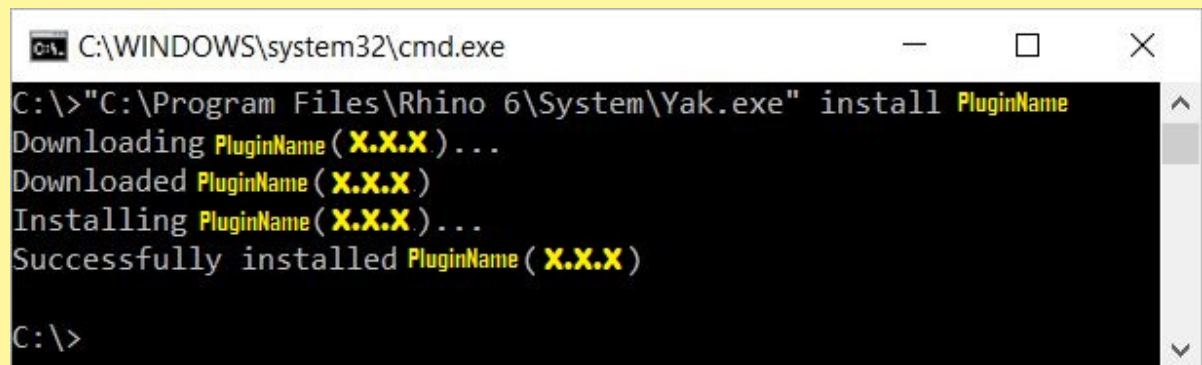 C:\WINDOWS\system32\cmd.exe
C:\>"C:\Program Files\Rhino 6\System\Yak.exe" install PluginName
Downloading PluginName (X.X.X)...
Downloaded PluginName (X.X.X)
Installing PluginName (X.X.X)...
Successfully installed PluginName (X.X.X)
C:\>